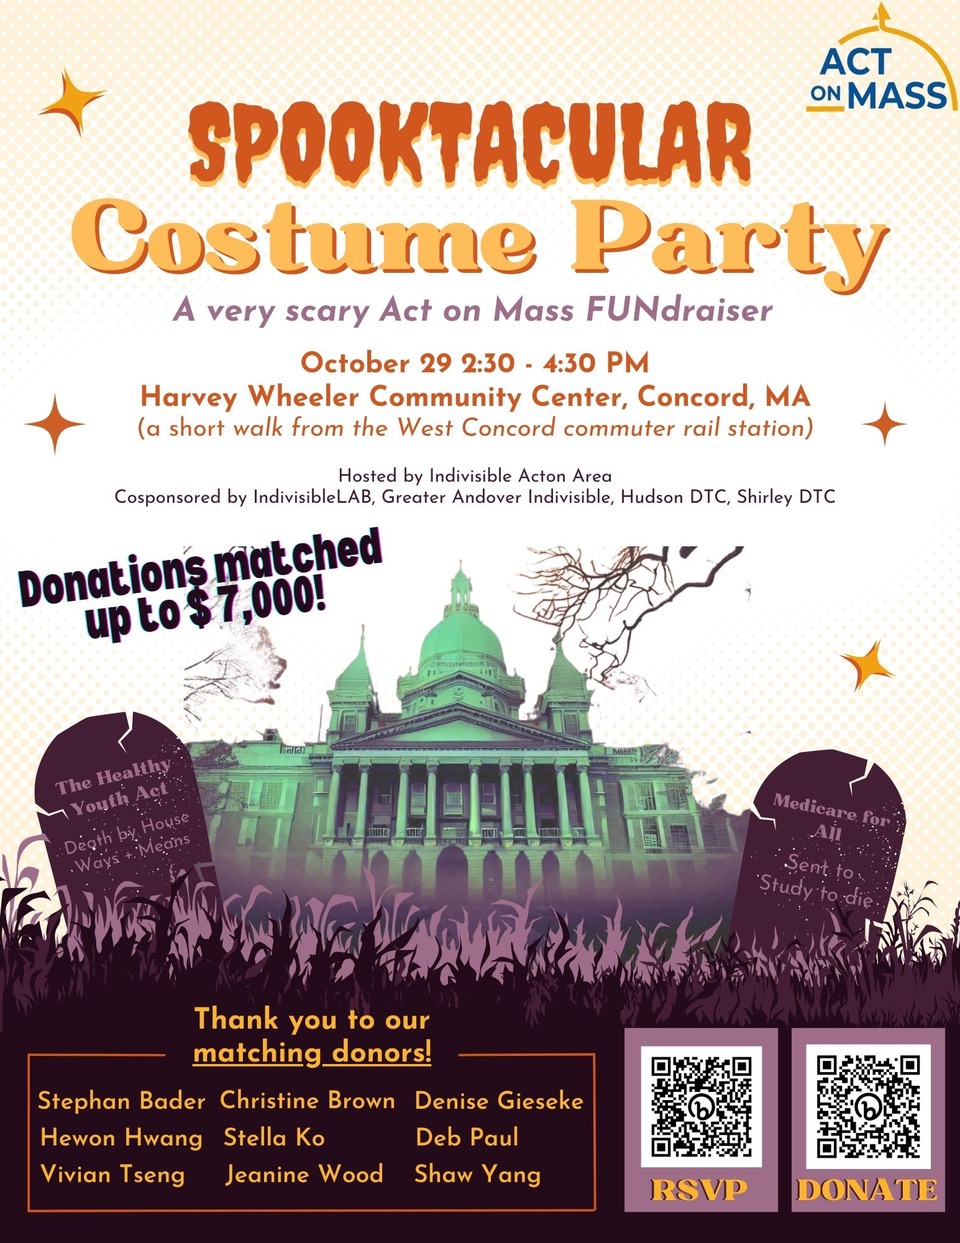 ACT
ON MASS
SPOOKTACULAR
Costume Party
A very scary Act on Mass FUNdraiser
October 29 2:30 - 4:30 PM
Harvey Wheeler Community Center, Concord, MA
(a short walk from the West Concord commuter rail station)
Hosted by Indivisible Acton Area
Cosponsored by IndivisibleLAB, Greater Andover Indivisible, Hudson DTC, Shirley DTC
Donations matched
up to $7,000!
The Healthy
Youth Act
Death by House
Ways + Means
Medicare for
All
Sent to
Study to die
Thank you to our
matching donors!
Stephan Bader Christine Brown Denise Gieseke
Hewon Hwang Stella Ko Deb Paul
Vivian Tseng Jeanine Wood Shaw Yang
RSVP
DONATE